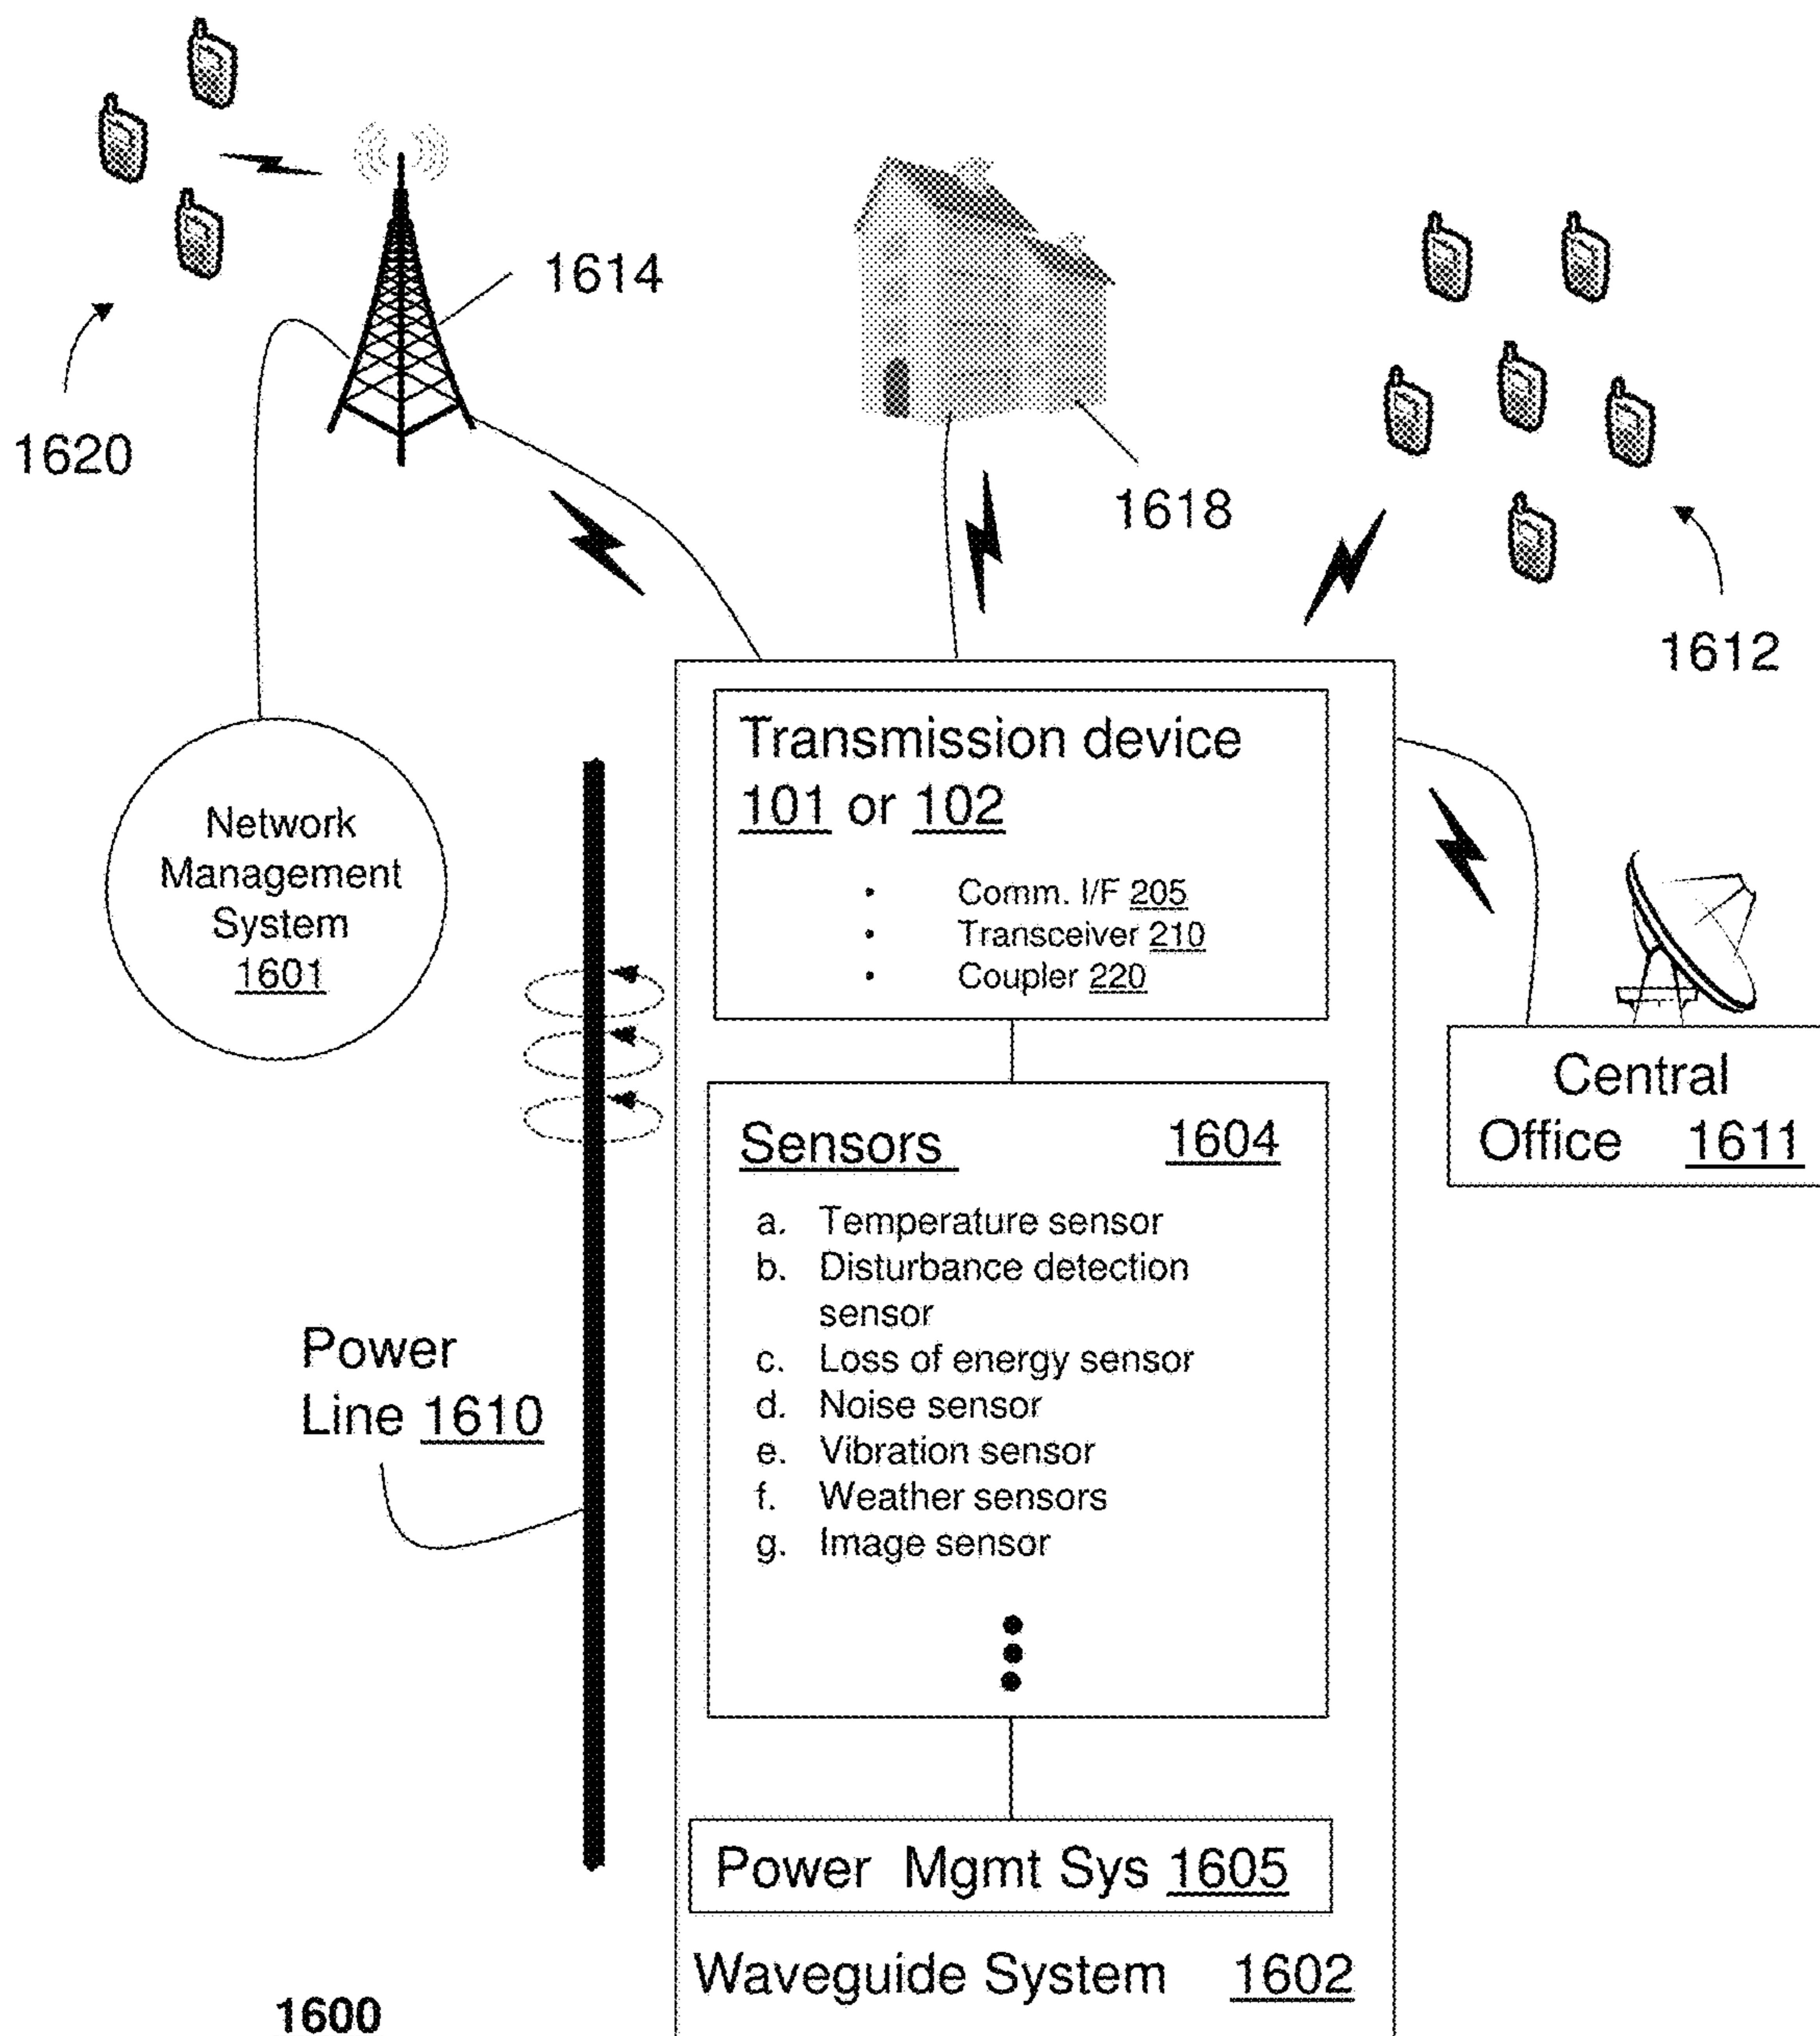 1614
1620
1618
1612
Network
Management
System
1601
Transmission device
101 or 102
• Comm. I/F 205
• Transceiver 210
• Coupler 220
Central
Office 1611
Sensors 1604
a. Temperature sensor
b. Disturbance detection
sensor
c. Loss of energy sensor
d. Noise sensor
e. Vibration sensor
f. Weather sensors
g. Image sensor
Power
Line 1610
Power Mgmt Sys 1605
Waveguide System 1602
1600